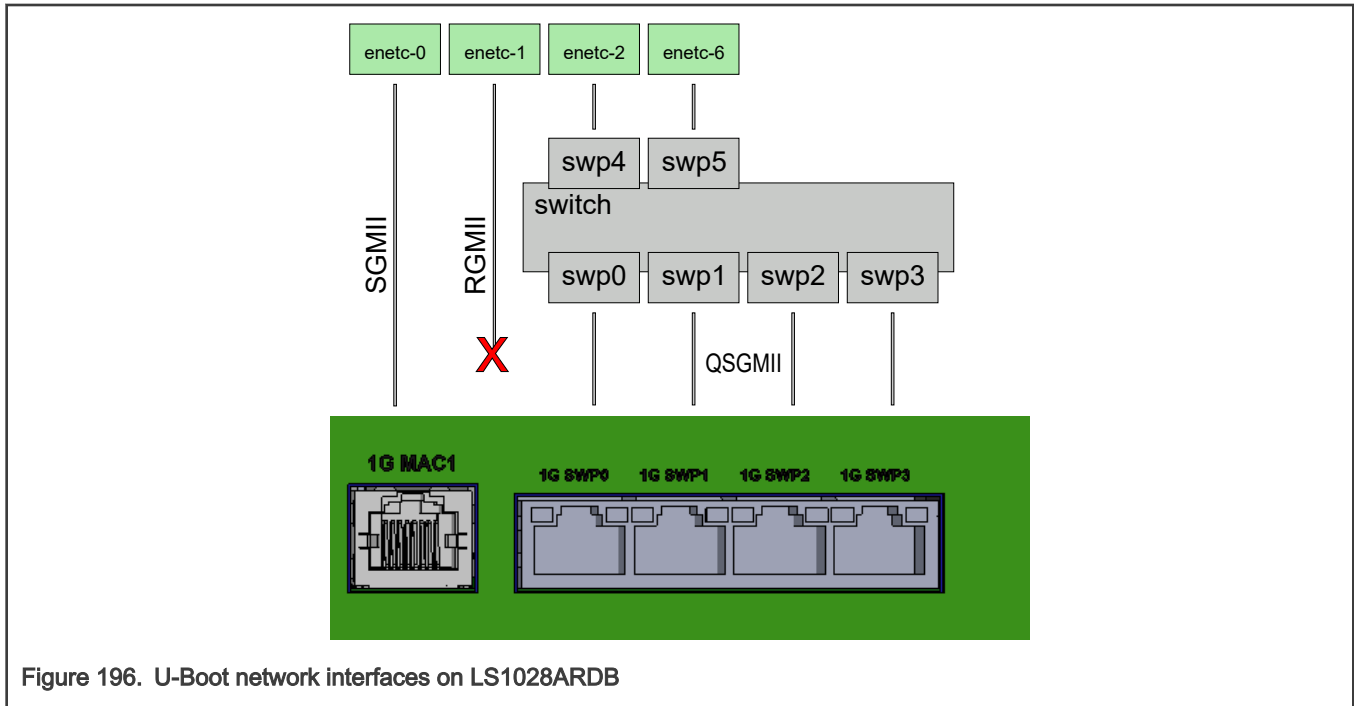 enetc-0 enetc-1 enetc-2 enetc-6
swp4 swp5
switch
SGMII RGMII
swp0 swp1 swp2 swp3
X
QSGMII
1G MAC1
1G SWP0 1G SWP1 1G SWP2 1G SWP3
Figure 196. U-Boot network interfaces on LS1028ARDB